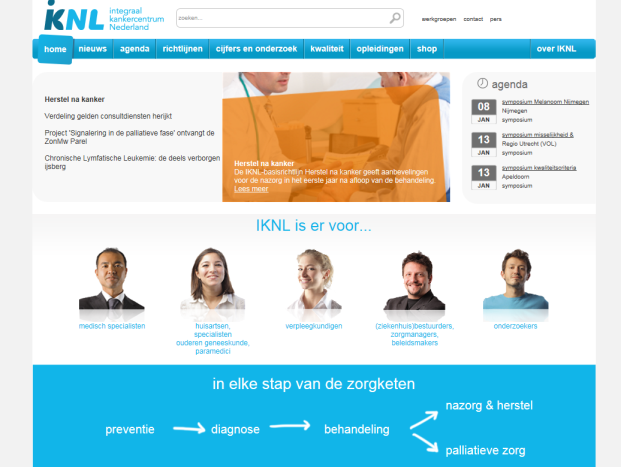 iKNL integraal
kankercentrum
Nederland
zoeken...
werkgroepen contact pers
home nieuws agenda richtlijnen cijfers en onderzoek kwaliteit opleidingen shop over IKNL
Herstel na kanker
Verdeling gelden consultdiensten herijkt
Project 'Signalering in de palliatieve fase' ontvangt de
ZonMw Parel
Chronische Lymfatische Leukemie: de deels verborgen
ijsberg
Herstel na kanker
De IKNL-basisrichtlijn Herstel na kanker geeft aanbevelingen
voor de nazorg in het eerste jaar na afloop van de behandeling.
Lees meer
agenda
08 JAN
symposium Melanoom Nijmegen
Nijmegen
symposium
13 JAN
symposium misselijkheid &
Regio Utrecht (VOL)
symposium
13 JAN
symposium kwaliteitscriteria
Apeldoorn
symposium
IKNL is er voor...
medisch specialisten
huisartsen,
specialisten
ouderen geneeskunde,
paramedici
verpleegkundigen
(ziekenhuis)bestuurders,
zorgmanagers,
beleidsmakers
onderzoekers
in elke stap van de zorgketen
preventie
diagnose
behandeling
nazorg & herstel
palliatieve zorg